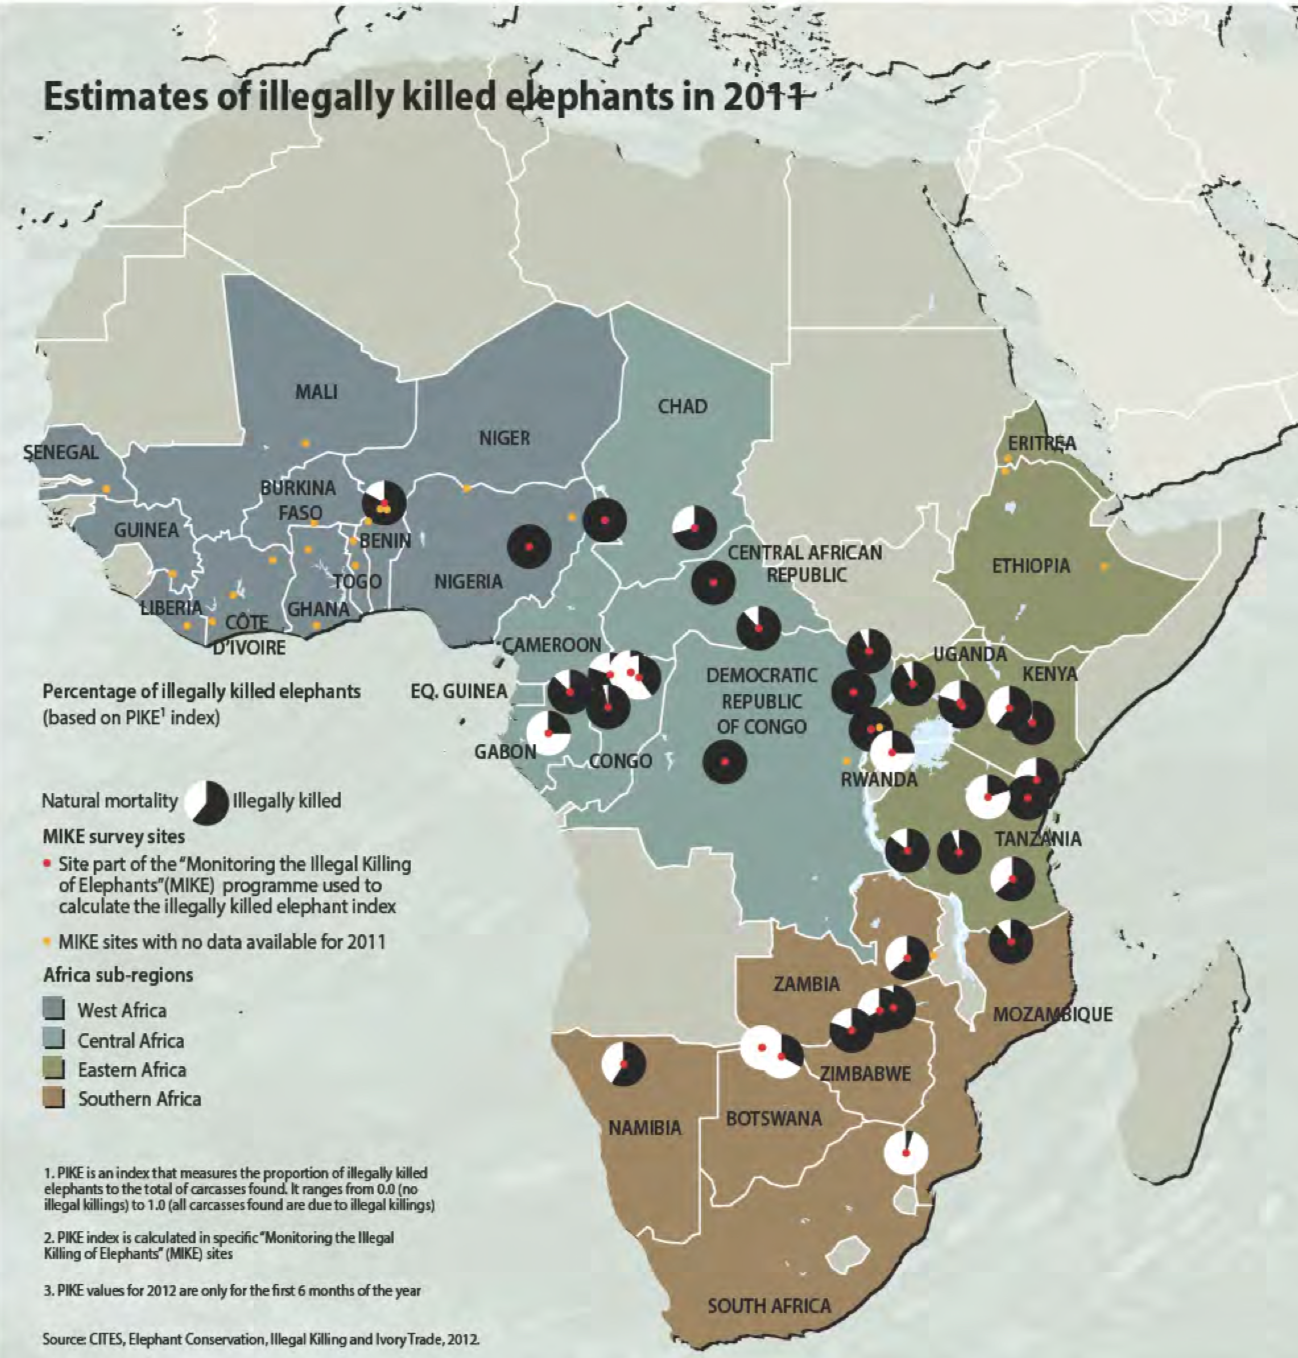 Estimates of illegally killed elephants in 2011
MALI
CHAD
NIGER
SENEGAL
ERITREA
BURKINA
FASO
GUINEA
BENIN
CENTRAL AFRICAN
REPUBLIC
ETHIOPIA
TOGO
NIGERIA
LIBERIA
GHANA
CÔTE
D'IVOIRE
CAMEROON
UGANDA
KENYA
DEMOCRATIC
REPUBLIC
OF CONGO
EQ. GUINEA
GABON
CONGO
RWANDA
TANZANIA
ZAMBIA
MOZAMBIQUE
ZIMBABWE
NAMIBIA
BOTSWANA
SOUTH AFRICA
Percentage of illegally killed elephants
(based on PIKE¹ index)
Natural mortality Illegally killed
MIKE survey sites
Site part of the "Monitoring the Illegal Killing
of Elephants"(MIKE) programme used to
calculate the illegally killed elephant index
MIKE sites with no data available for 2011
Africa sub-regions
West Africa
Central Africa
Eastern Africa
Southern Africa
1. PIKE is an index that measures the proportion of illegally killed
elephants to the total of carcasses found. It ranges from 0.0 (no
illegal killings) to 1.0 (all carcasses found are due to illegal killings)
2. PIKE index is calculated in specific "Monitoring the Illegal
Killing of Elephants" (MIKE) sites
3. PIKE values for 2012 are only for the first 6 months of the year
Source: CITES, Elephant Conservation, Illegal Killing and Ivory Trade, 2012.